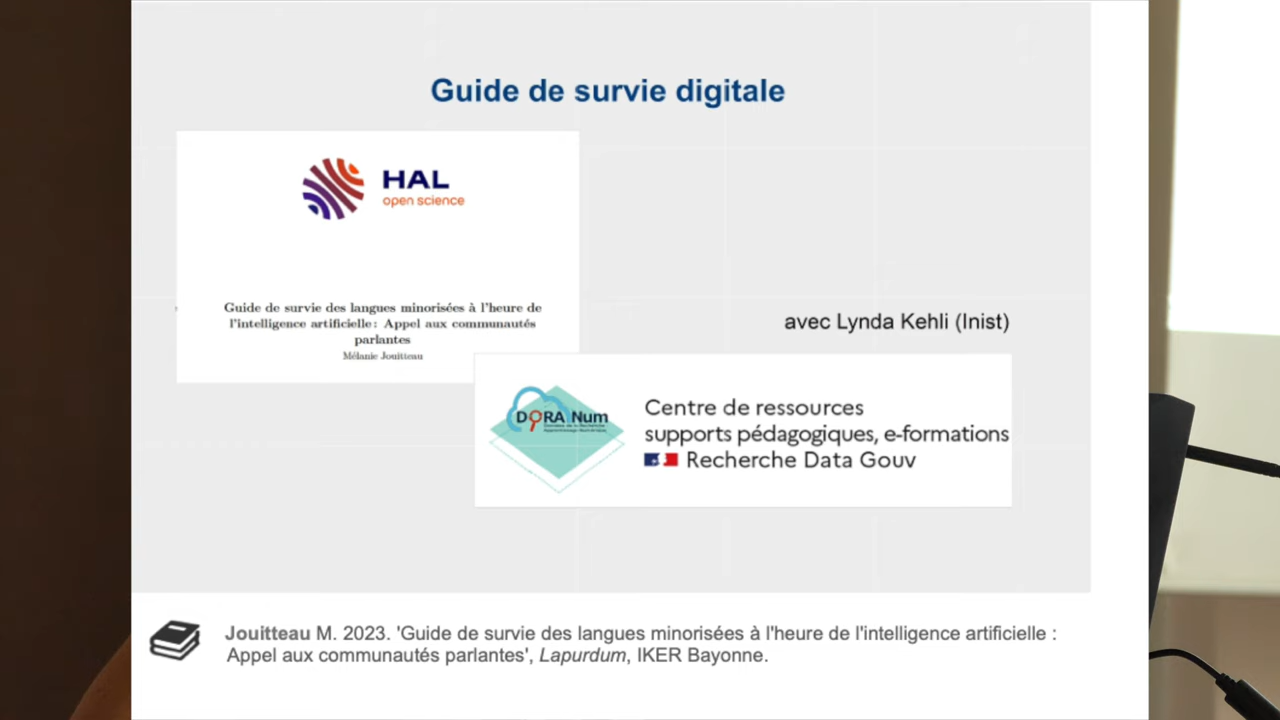 Guide de survie digitale
HAL
open science
Guide de survie des langues minorisées à l'heure de
l'intelligence artificielle : Appel aux communautés
parlantes
Mélanie Jouitteau
avec Lynda Kehli (Inist)
DORANum
Centre de ressources
supports pédagogiques, e-formations
Recherche Data Gouv
Jouitteau M. 2023. 'Guide de survie des langues minorisées à l'heure de l'intelligence artificielle :
Appel aux communautés parlantes', Lapurdum, IKER Bayonne.